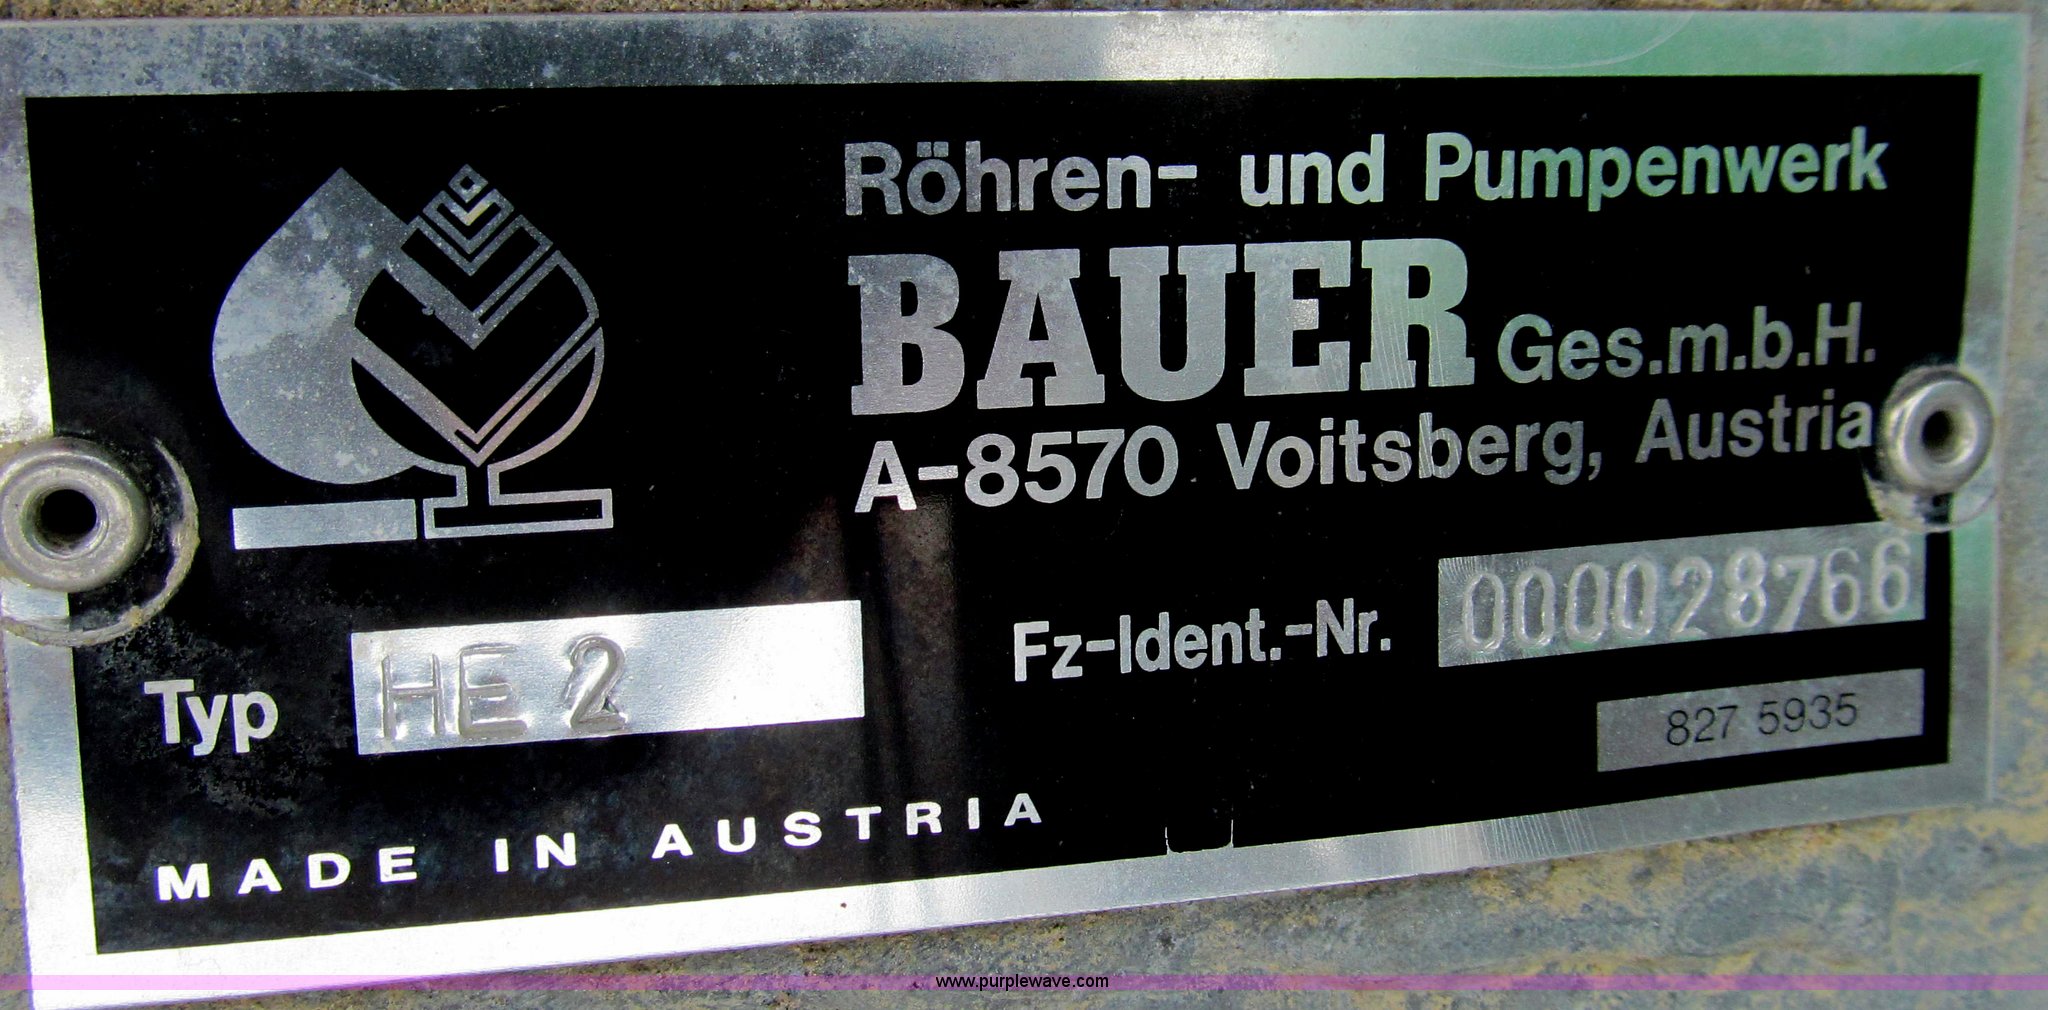 Röhren- und Pumpenwerk
BAUER Ges.m.b.H.
A-8570 Voitsberg, Austria
Typ HE 2
Fz-Ident.-Nr. 000028766
827 5935
MADE IN AUSTRIA
www.purplewave.com